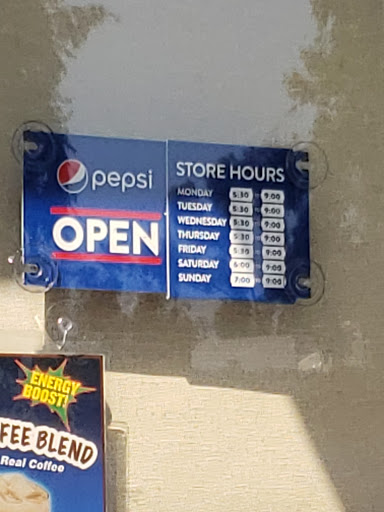 pepsi
OPEN
STORE HOURS
MONDAY 5:30 9:00
TUESDAY 5:30 9:00
WEDNESDAY 5:30 9:00
THURSDAY 5:30 9:00
FRIDAY 5:30 9:00
SATURDAY 6:00 9:00
SUNDAY 7:00 9:00
ENERGY
BOOST!
FEE BLEND
Real Coffee